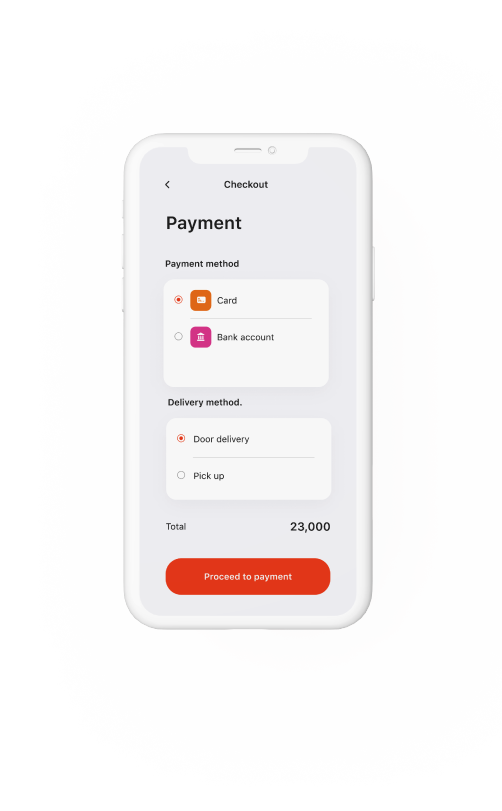 Checkout
Payment
Payment method
Card
Bank account
Delivery method.
Door delivery
Pick up
Total 23,000
Proceed to payment